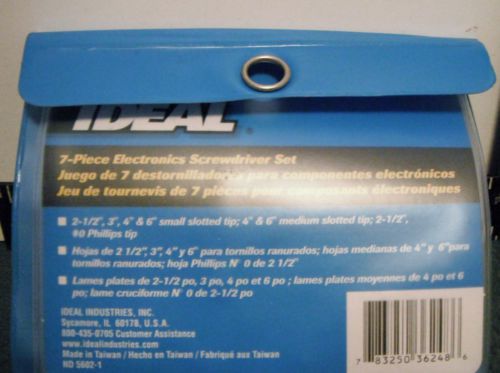 IDEAL®
7-Piece Electronics Screwdriver Set
Juego de 7 destornilladores para componentes electrónicos
Jeu de tournevis de 7 pièces pour composants électroniques
2-1/2", 3", 4" & 6" small slotted tip; 4" & 6" medium slotted tip; 2-1/2",
#0 Phillips tip
Hojas de 2 1/2", 3", 4" y 6" para tornillos ranurados; hojas medianas de 4" y 6" para
tornillos ranurados; hoja Phillips N° 0 de 2 1/2"
Lames plates de 2-1/2 po, 3 po, 4 po et 6 po ; lames plates moyennes de 4 po et 6
po; lame cruciforme N° 0 de 2-1/2 po
IDEAL INDUSTRIES, INC.
Sycamore, IL 60178, U.S.A.
800-435-0705 Customer Assistance
www.idealindustries.com
Made in Taiwan / Hecho en Taiwan / Fabriqué aux Taiwan
ND 5602-1
7 83250 36248 6